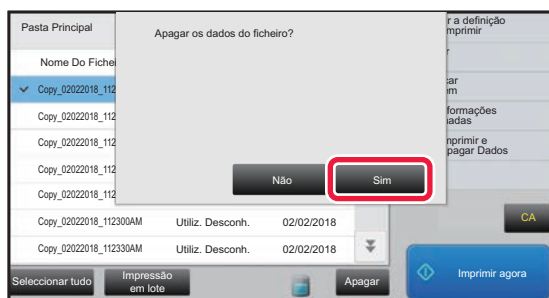 Pasta Principal
Apagar os dados do ficheiro?
r a definição
mprimir
r
Nome Do Fichei
ar
m
Copy_02022018_112
formações
adas
Copy_02022018_112
mprimir e
pagar Dados
Copy_02022018_112
Copy_02022018_112
Não
Sim
Copy_02022018_112
Copy_02022018_112300AM Utiliz. Desconh. 02/02/2018
CA
Copy_02022018_112330AM Utiliz. Desconh. 02/02/2018
Seleccionar tudo
Impressão
em lote
Apagar
Imprimir agora